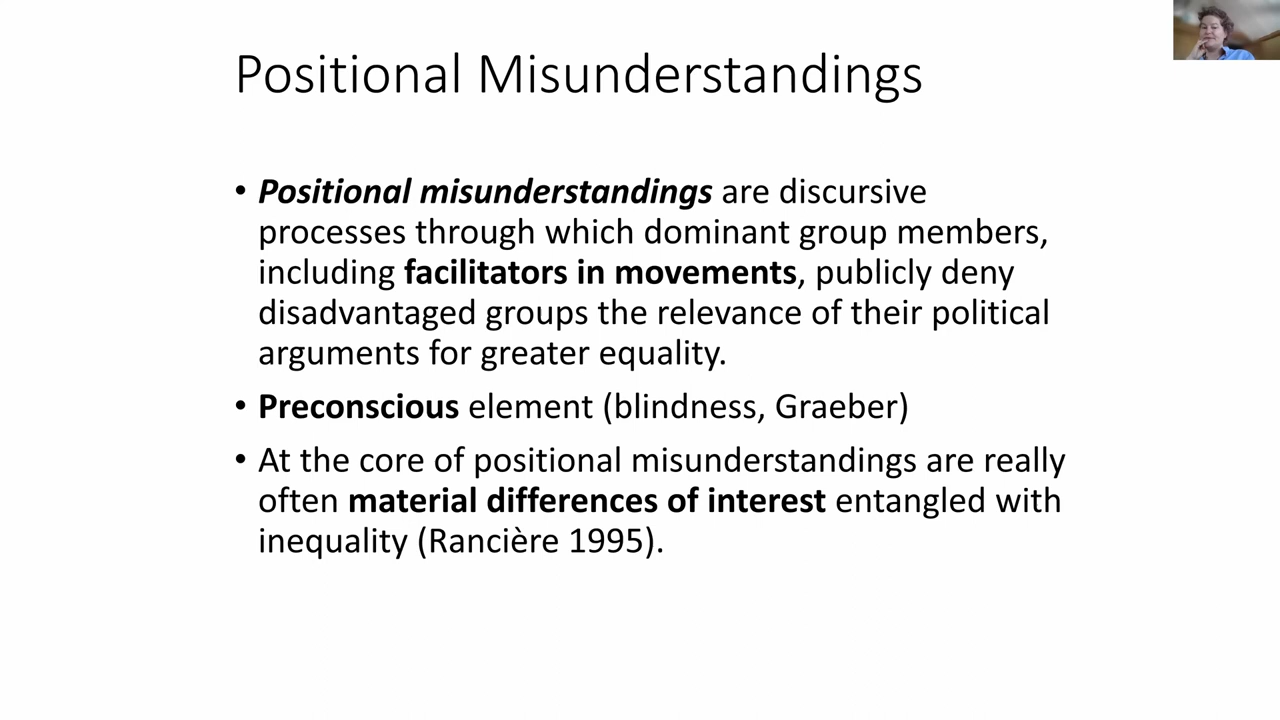 Positional Misunderstandings
• Positional misunderstandings are discursive
processes through which dominant group members,
including facilitators in movements, publicly deny
disadvantaged groups the relevance of their political
arguments for greater equality.
• Preconscious element (blindness, Graeber)
• At the core of positional misunderstandings are really
often material differences of interest entangled with
inequality (Rancière 1995).